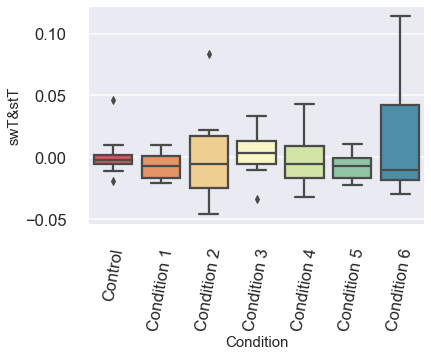 swT&stT
0.10
0.05
0.00
−0.05
Control
Condition 1
Condition 2
Condition 3
Condition 4
Condition 5
Condition 6
Condition